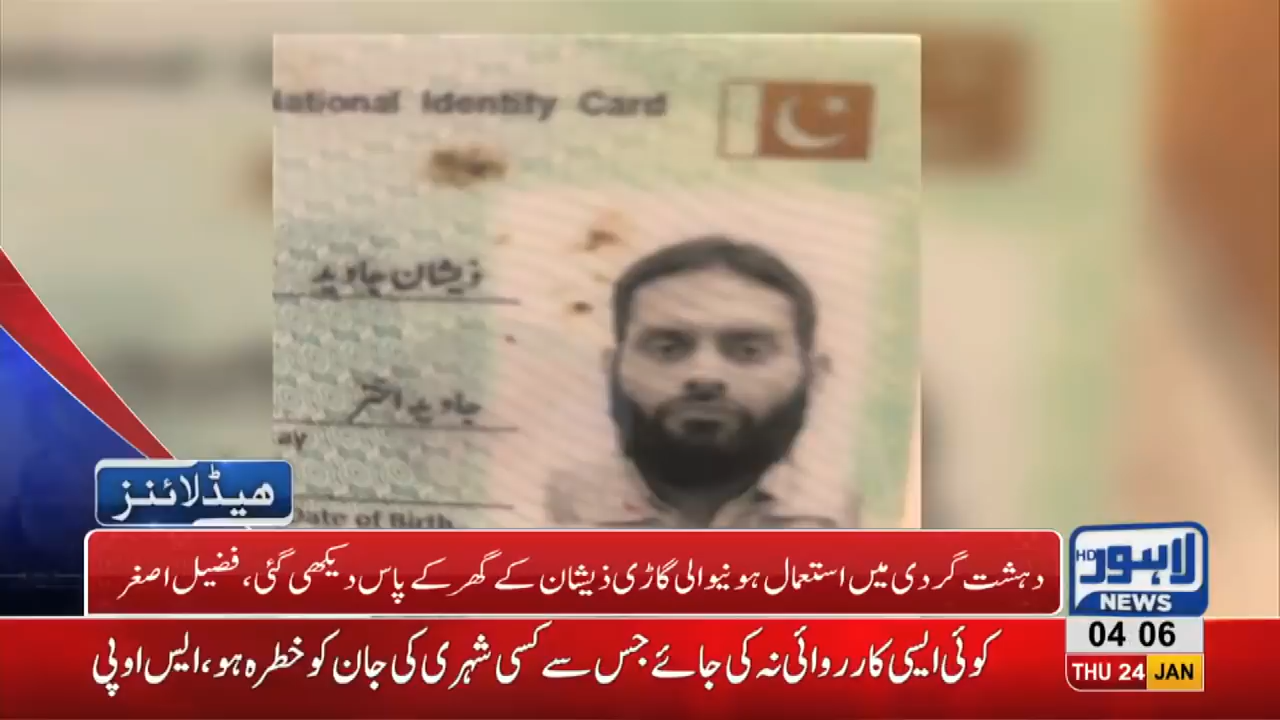 National Identity Card
ذیشان جاوید
جاوید اختر
ay
Date of Birth
ھیڈلائنز
دہشت گردی میں استعمال ہونیوالی گاڑی ذیشان کے گھر کے پاس دیکھی گئی، فضیل اصغر
کوئی ایسی کارروائی نہ کی جائے جس سے کسی شہری کی جان کو خطرہ ہو، ایس او پی
HD لاہور
NEWS
04 06
THU 24 JAN